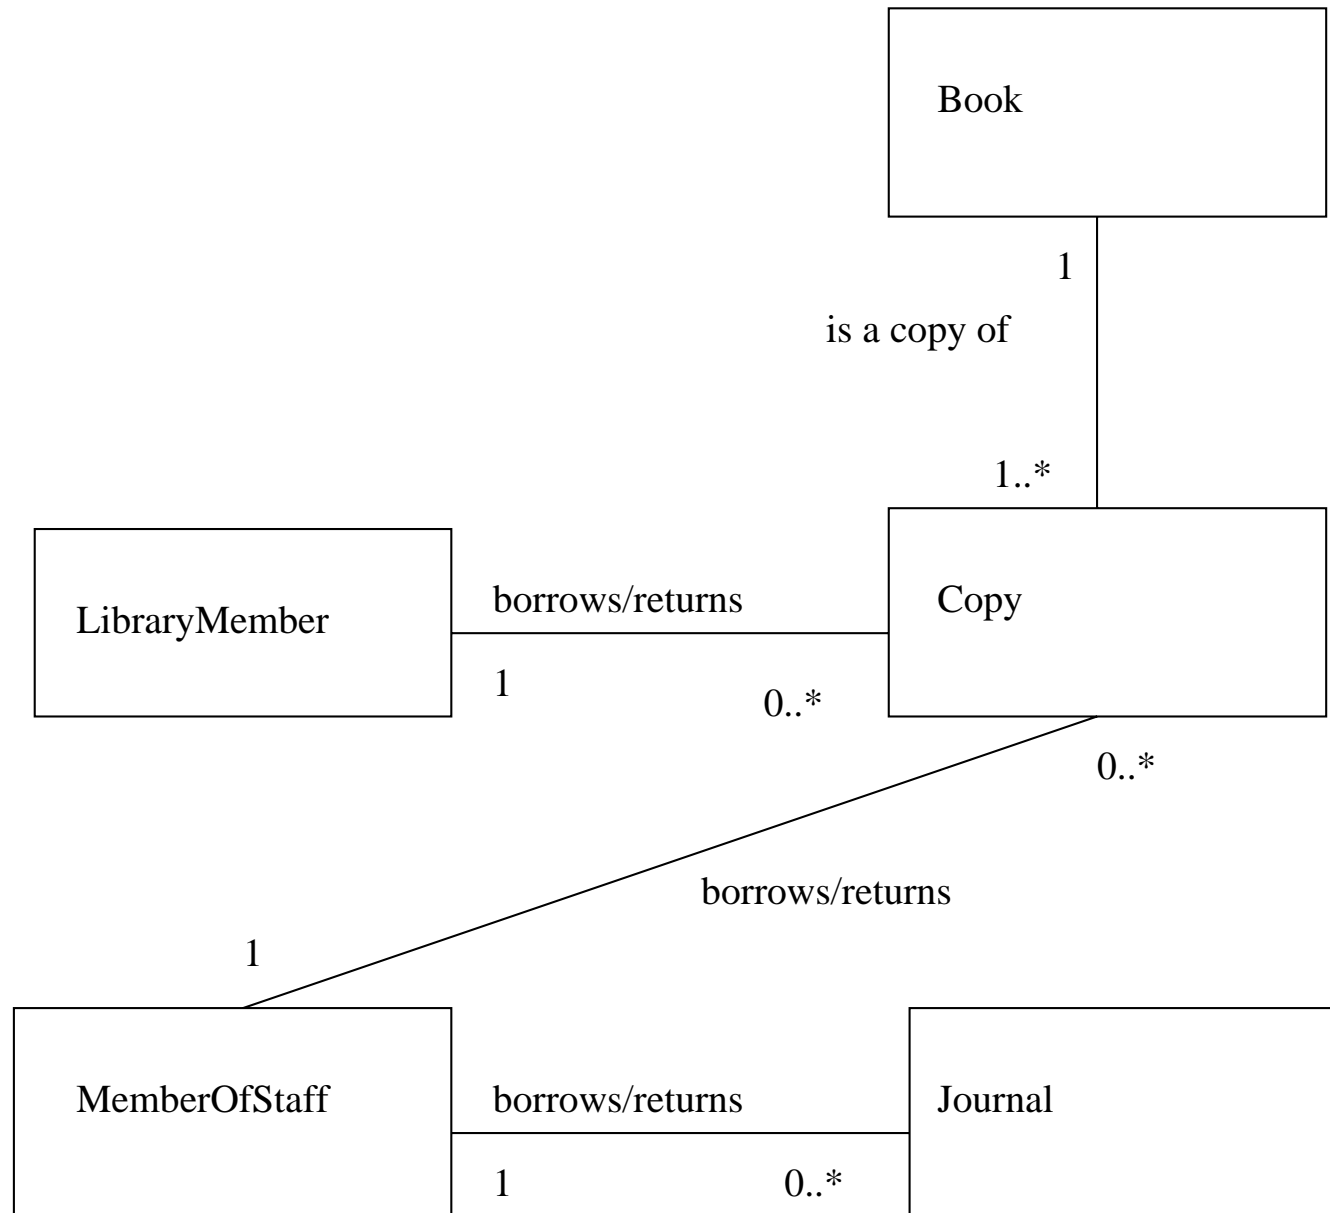 Book
1
is a copy of
1..*
borrows/returns
Copy
LibraryMember
1
0..*
0..*
borrows/returns
1
MemberOfStaff
borrows/returns
Journal
1
0..*